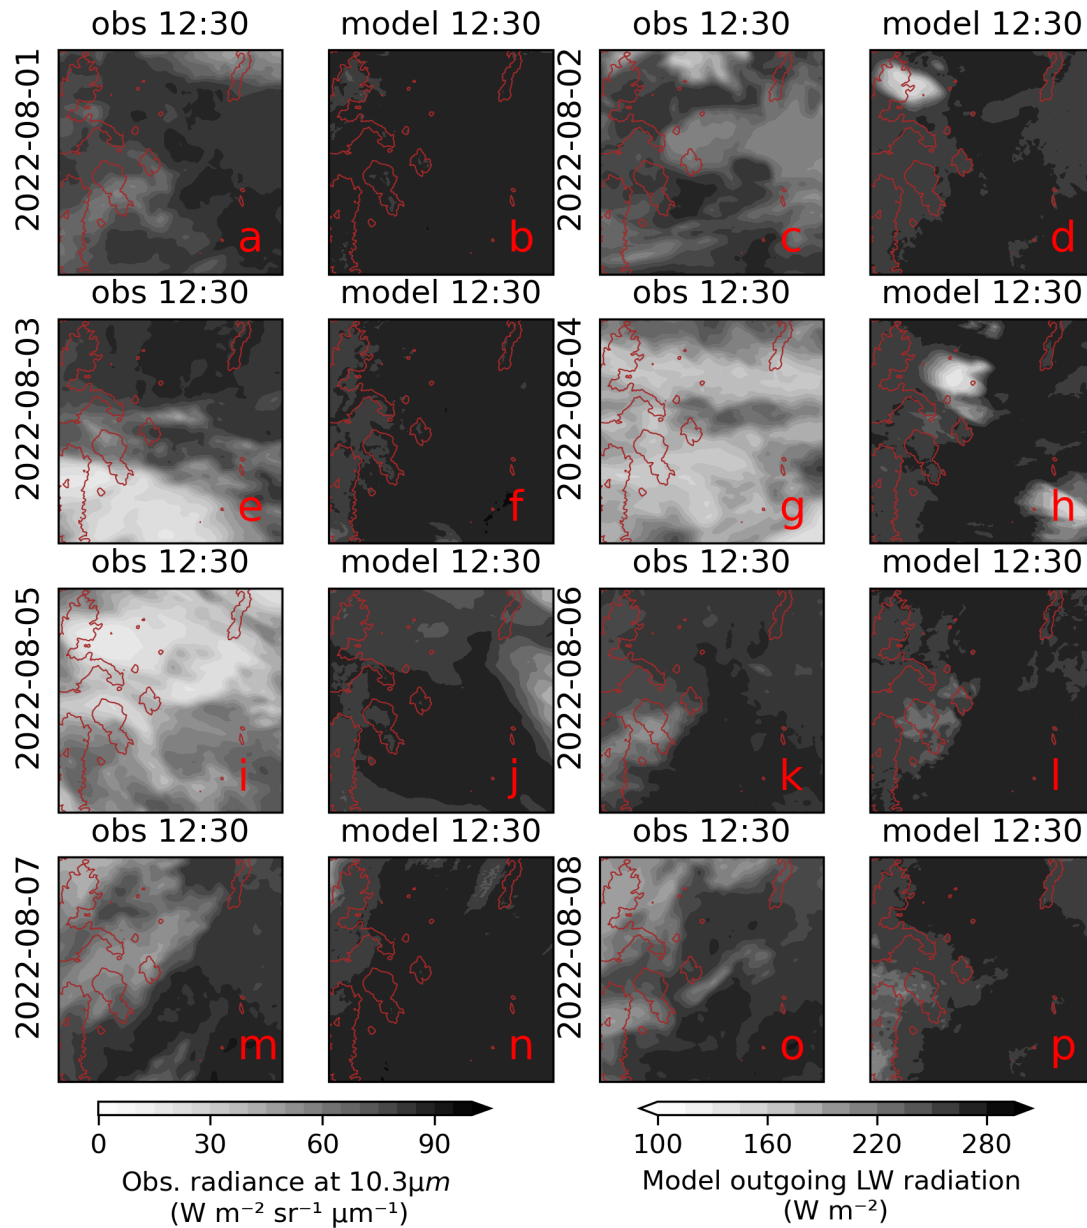 obs 12:30 model 12:30 obs 12:30 model 12:30
2022-08-01 a b 2022-08-02 c d
obs 12:30 model 12:30 obs 12:30 model 12:30
2022-08-03 e f 2022-08-04 g h
obs 12:30 model 12:30 obs 12:30 model 12:30
2022-08-05 i j 2022-08-06 k l
obs 12:30 model 12:30 obs 12:30 model 12:30
2022-08-07 m n 2022-08-08 o p
0 30 60 90 100 160 220 280
Obs. radiance at 10.3μm
(W m⁻² sr⁻¹ μm⁻¹)
Model outgoing LW radiation
(W m⁻²)